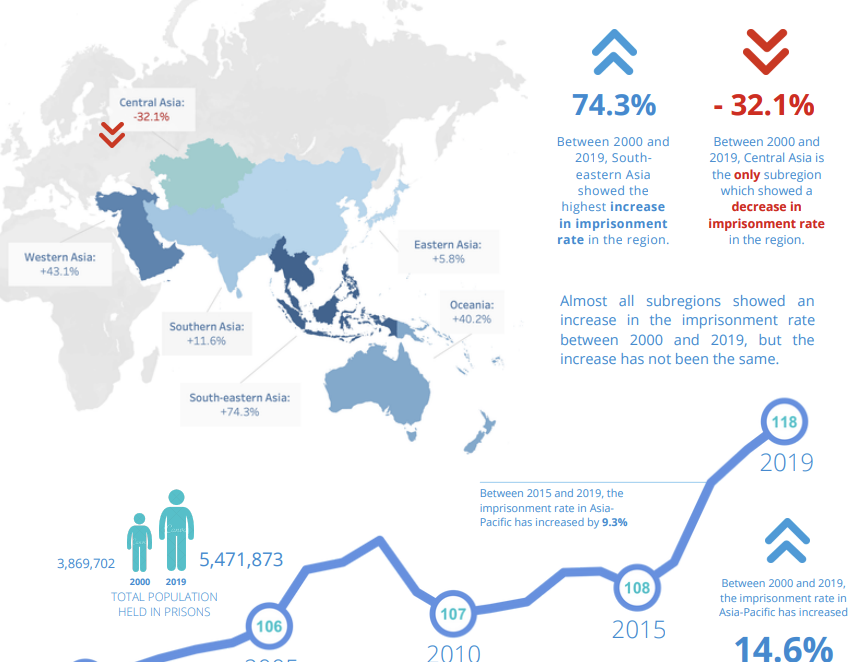 Central Asia:
-32.1%
Western Asia:
+43.1%
Eastern Asia:
+5.8%
Oceania:
+40.2%
Southern Asia:
+11.6%
South-eastern Asia:
+74.3%
74.3%
Between 2000 and
2019, South-
eastern Asia
showed the
highest increase
in imprisonment
rate in the region.
- 32.1%
Between 2000 and
2019, Central Asia is
the only subregion
which showed a
decrease in
imprisonment rate
in the region.
Almost all subregions showed an
increase in the imprisonment rate
between 2000 and 2019, but the
increase has not been the same.
118
2019
Between 2015 and 2019, the
imprisonment rate in Asia-
Pacific has increased by 9.3%
3,869,702
2000
2019
5,471,873
TOTAL POPULATION
HELD IN PRISONS
106
2005
107
2010
108
2015
Between 2000 and 2019,
the imprisonment rate in
Asia-Pacific has increased
14.6%